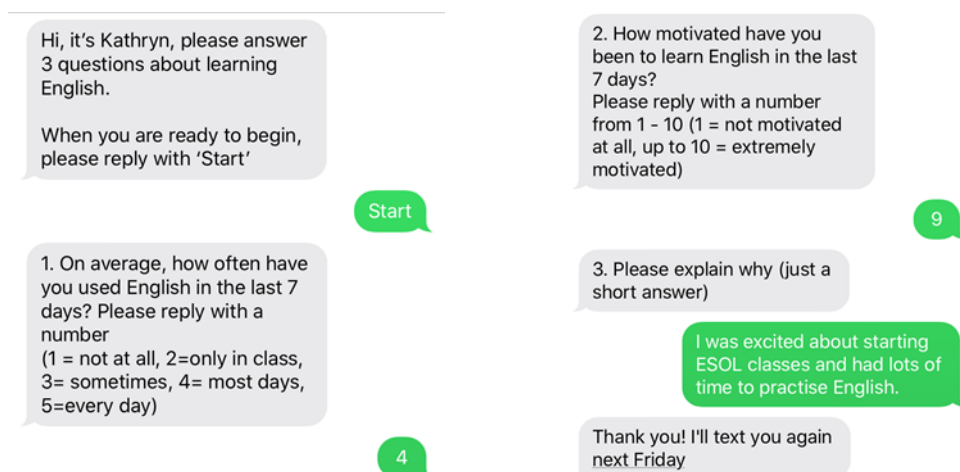 Hi, it's Kathryn, please answer
3 questions about learning
English.
When you are ready to begin,
please reply with ‘Start’
Start
1. On average, how often have
you used English in the last 7
days? Please reply with a
number
(1 = not at all, 2=only in class,
3= sometimes, 4= most days,
5=every day)
4
2. How motivated have you
been to learn English in the last
7 days?
Please reply with a number
from 1 - 10 (1 = not motivated
at all, up to 10 = extremely
motivated)
9
3. Please explain why (just a
short answer)
I was excited about starting
ESOL classes and had lots of
time to practise English.
Thank you! I'll text you again
next Friday